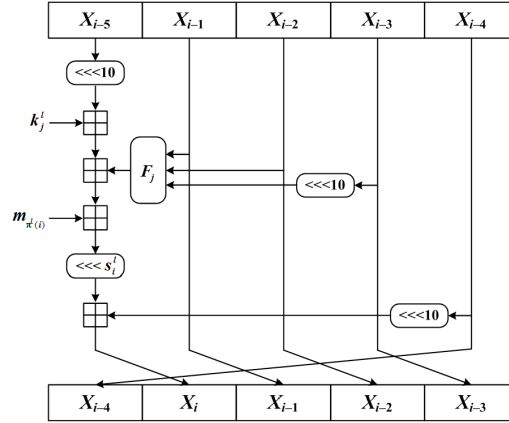 X_{i-5} X_{i-1} X_{i-2} X_{i-3} X_{i-4}
<<<10
k_j^l
F_j
<<<10
m_{π^l(i)}
<<< s_i^l
<<<10
X_{i-4} X_i X_{i-1} X_{i-2} X_{i-3}